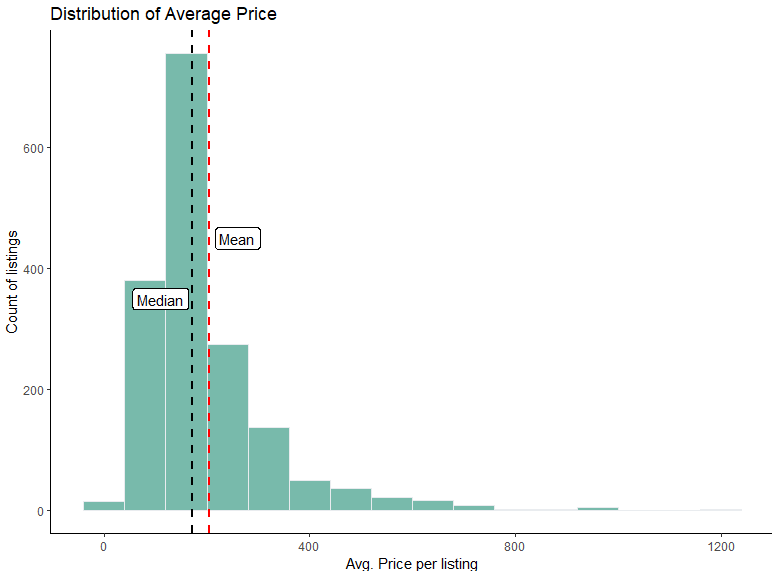 Distribution of Average Price
Count of listings
600
400
200
0
Mean
Median
0
400
800
1200
Avg. Price per listing